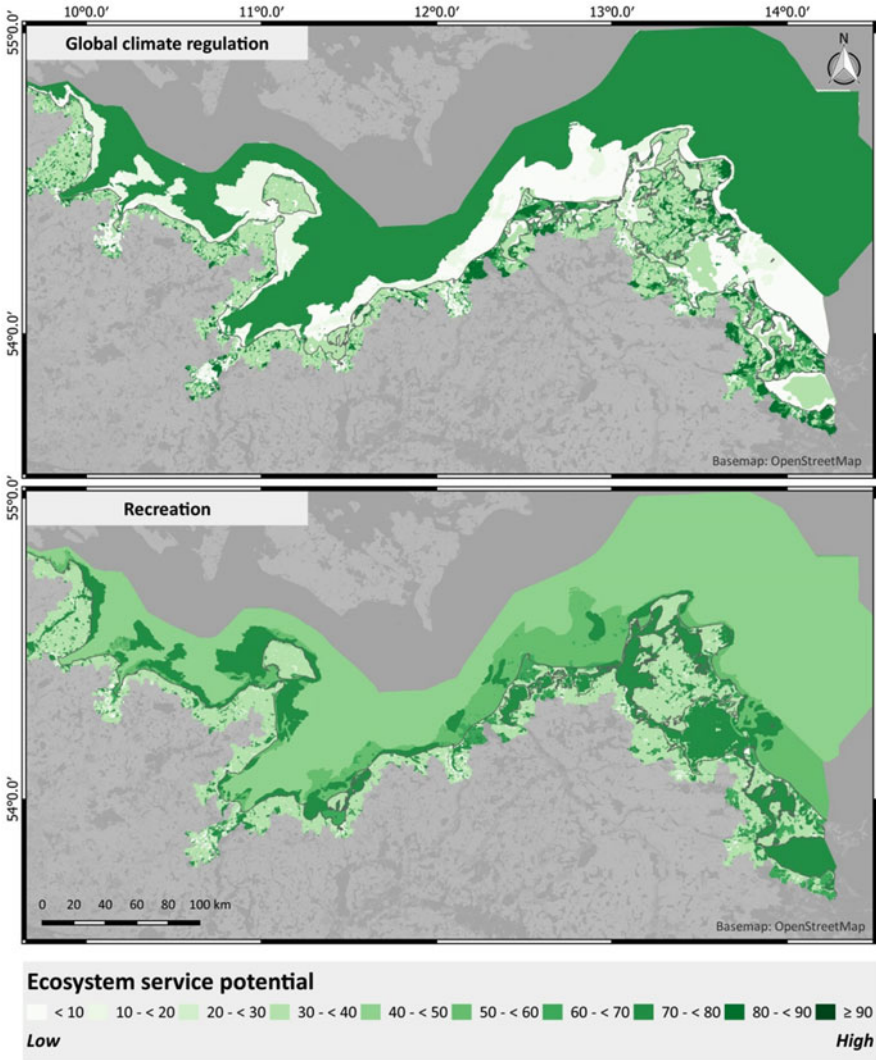 10°0.0' 11°0.0' 12°0.0' 13°0.0' 14°0.0'
55°0.0'
Global climate regulation
N
54°0.0'
Basemap: OpenStreetMap
55°0.0'
Recreation
54°0.0'
0 20 40 60 80 100 km
Basemap: OpenStreetMap
Ecosystem service potential
< 10 10 - < 20 20 - < 30 30 - < 40 40 - < 50 50 - < 60 60 - < 70 70 - < 80 80 - < 90 ≥ 90
Low High